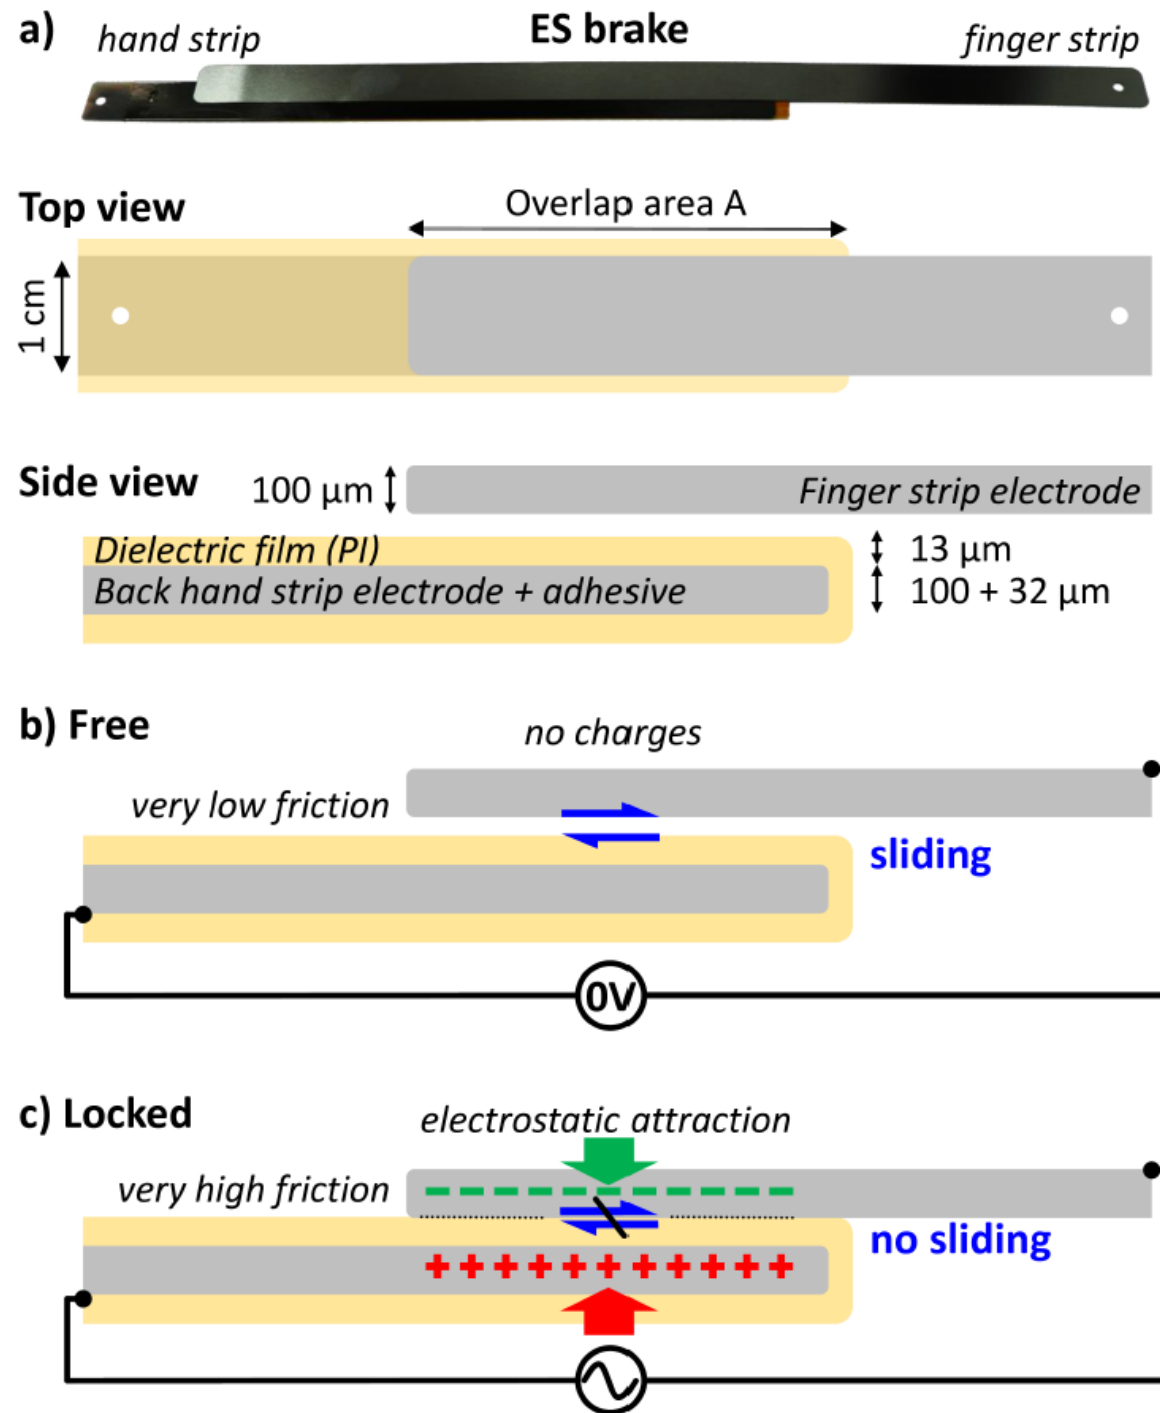 a)
hand strip
ES brake
finger strip
Top view
Overlap area A
1 cm
Side view
100 µm
Finger strip electrode
Dielectric film (PI)
13 µm
Back hand strip electrode + adhesive
100 + 32 µm
b) Free
no charges
very low friction
sliding
0V
c) Locked
electrostatic attraction
very high friction
no sliding